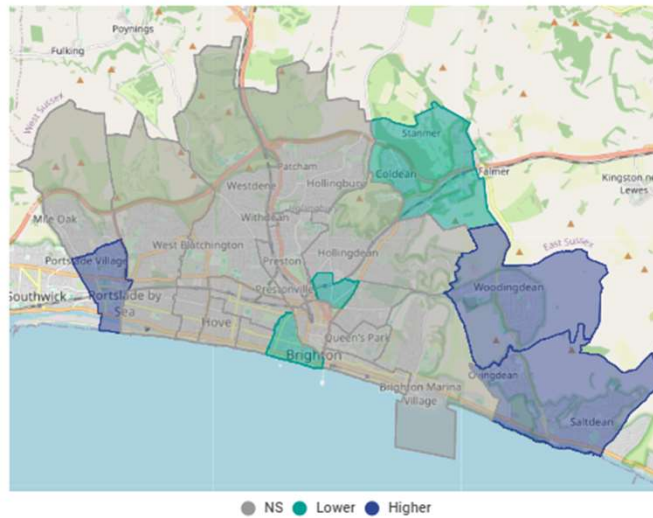 Poynings
Fulking
West Sussex
Stanmer
Falmer
Patcham
Coldean
Kingston near
Lewes
Westdene
Hollingbury
Mile Oak
Withdean
East Sussex
West Blatchington
Hollingdean
Portslade Village
Preston
Woodingdean
Southwick
Portslade by
Sea
Prestonville
Hove
Queen's Park
Brighton
Ovingdean
Brighton Marina
Village
Saltdean
NS Lower Higher